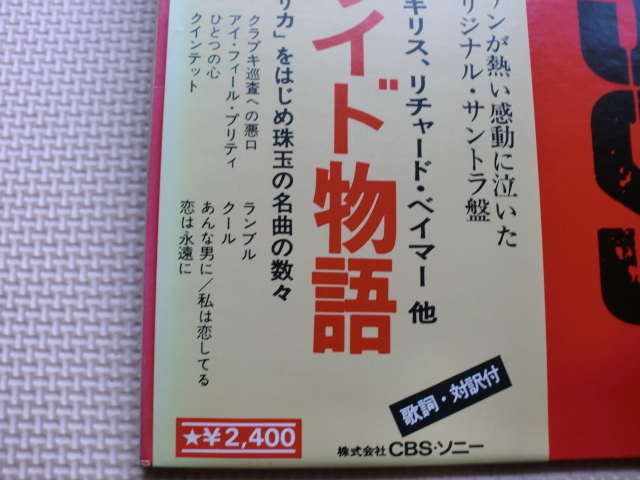 アンが熱い感動に泣いた
リジナル・サントラ盤
キリス、リチャード・ベイマー 他
イド物語
リカ」をはじめ珠玉の名曲の数々
クラプキ巡査への悪口
アイ・フィール・プリティ
ひとつの心
クインテット
ランブル
クール
あんな男に／私は恋してる
恋は永遠に
歌詞・対訳付
★¥2,400
株式会社 CBS・ソニー